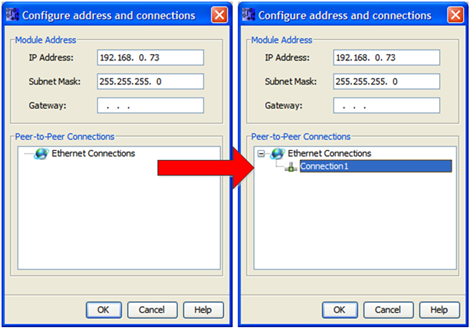 Configure address and connections
Module Address
IP Address: 192.168. 0. 73
Subnet Mask: 255.255.255. 0
Gateway: . . .
Peer-to-Peer Connections
Ethernet Connections
OK Cancel Help
Configure address and connections
Module Address
IP Address: 192.168. 0. 73
Subnet Mask: 255.255.255. 0
Gateway: . . .
Peer-to-Peer Connections
Ethernet Connections
Connection1
OK Cancel Help